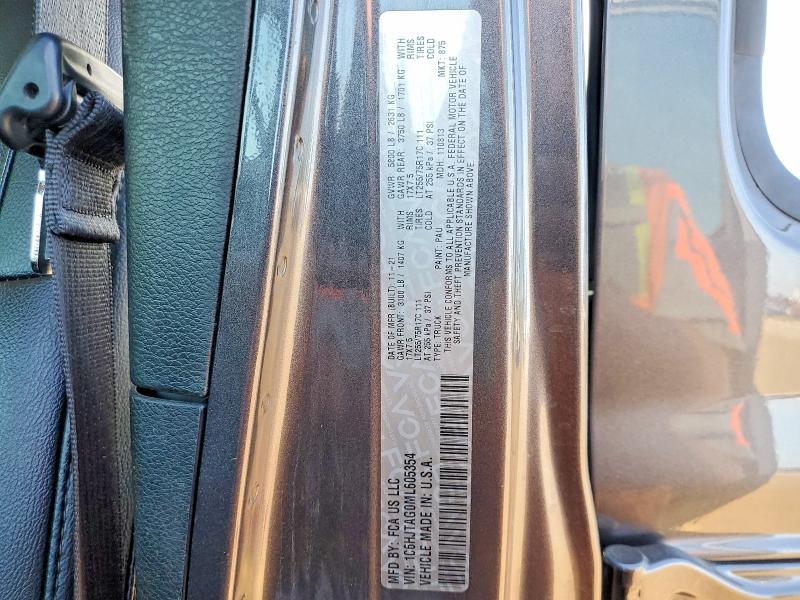 MFD BY: FCA US LLC
DATE OF MFR (BUILT) 11-21
GVWR 5800 LB / 2631 KG
GAWR FRONT: 3100 LB / 1407 KG WITH
GAWR REAR: 3750 LB / 1701 KG WITH
17X7.5 RIMS
17X7.5 RIMS
LT255/75R17C 111 TIRES
LT255/75R17C 111 TIRES
AT 255 kPa / 37 PSI COLD
AT 255 kPa / 37 PSI COLD
TYPE: TRUCK PAINT: PAU MDH: 110313 MKT: 875
THIS VEHICLE CONFORMS TO ALL APPLICABLE U.S.A. FEDERAL MOTOR VEHICLE
SAFETY AND THEFT PREVENTION STANDARDS IN EFFECT ON THE DATE OF
MANUFACTURE SHOWN ABOVE.
VIN: 1C6HJTAG0ML605354
VEHICLE MADE IN: U.S.A.